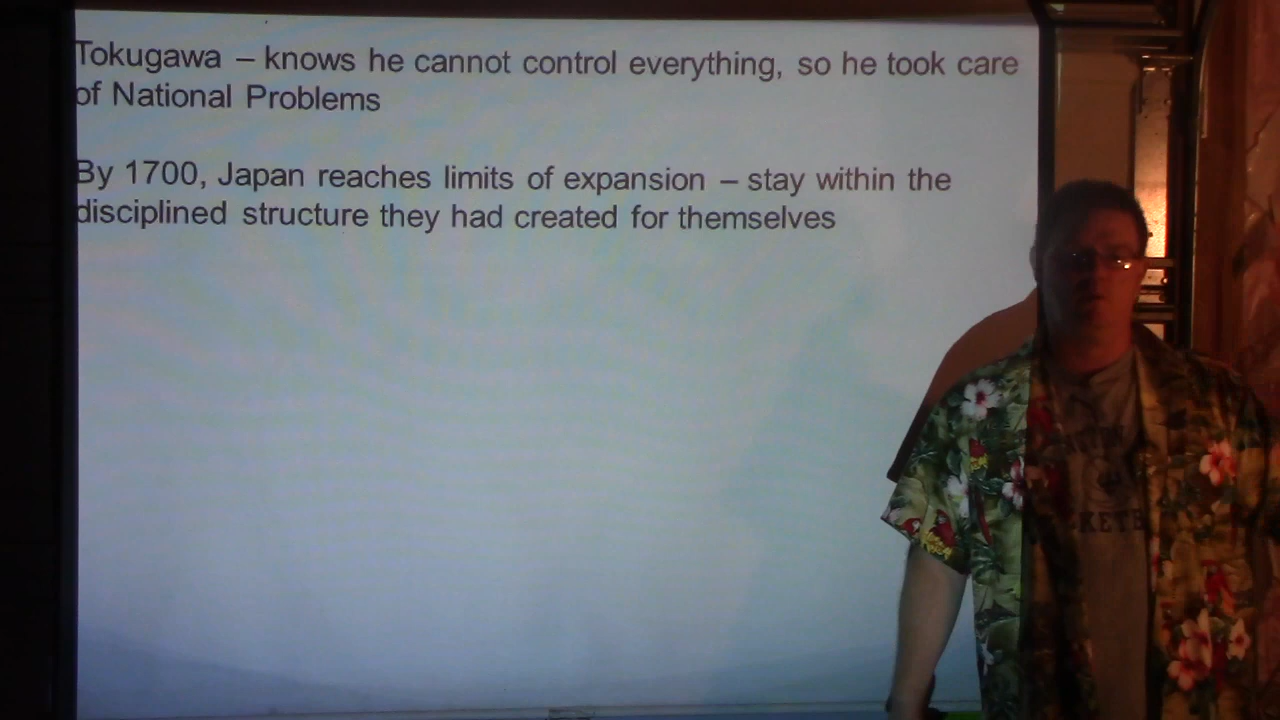 Tokugawa – knows he cannot control everything, so he took care
of National Problems
By 1700, Japan reaches limits of expansion – stay within the
disciplined structure they had created for themselves